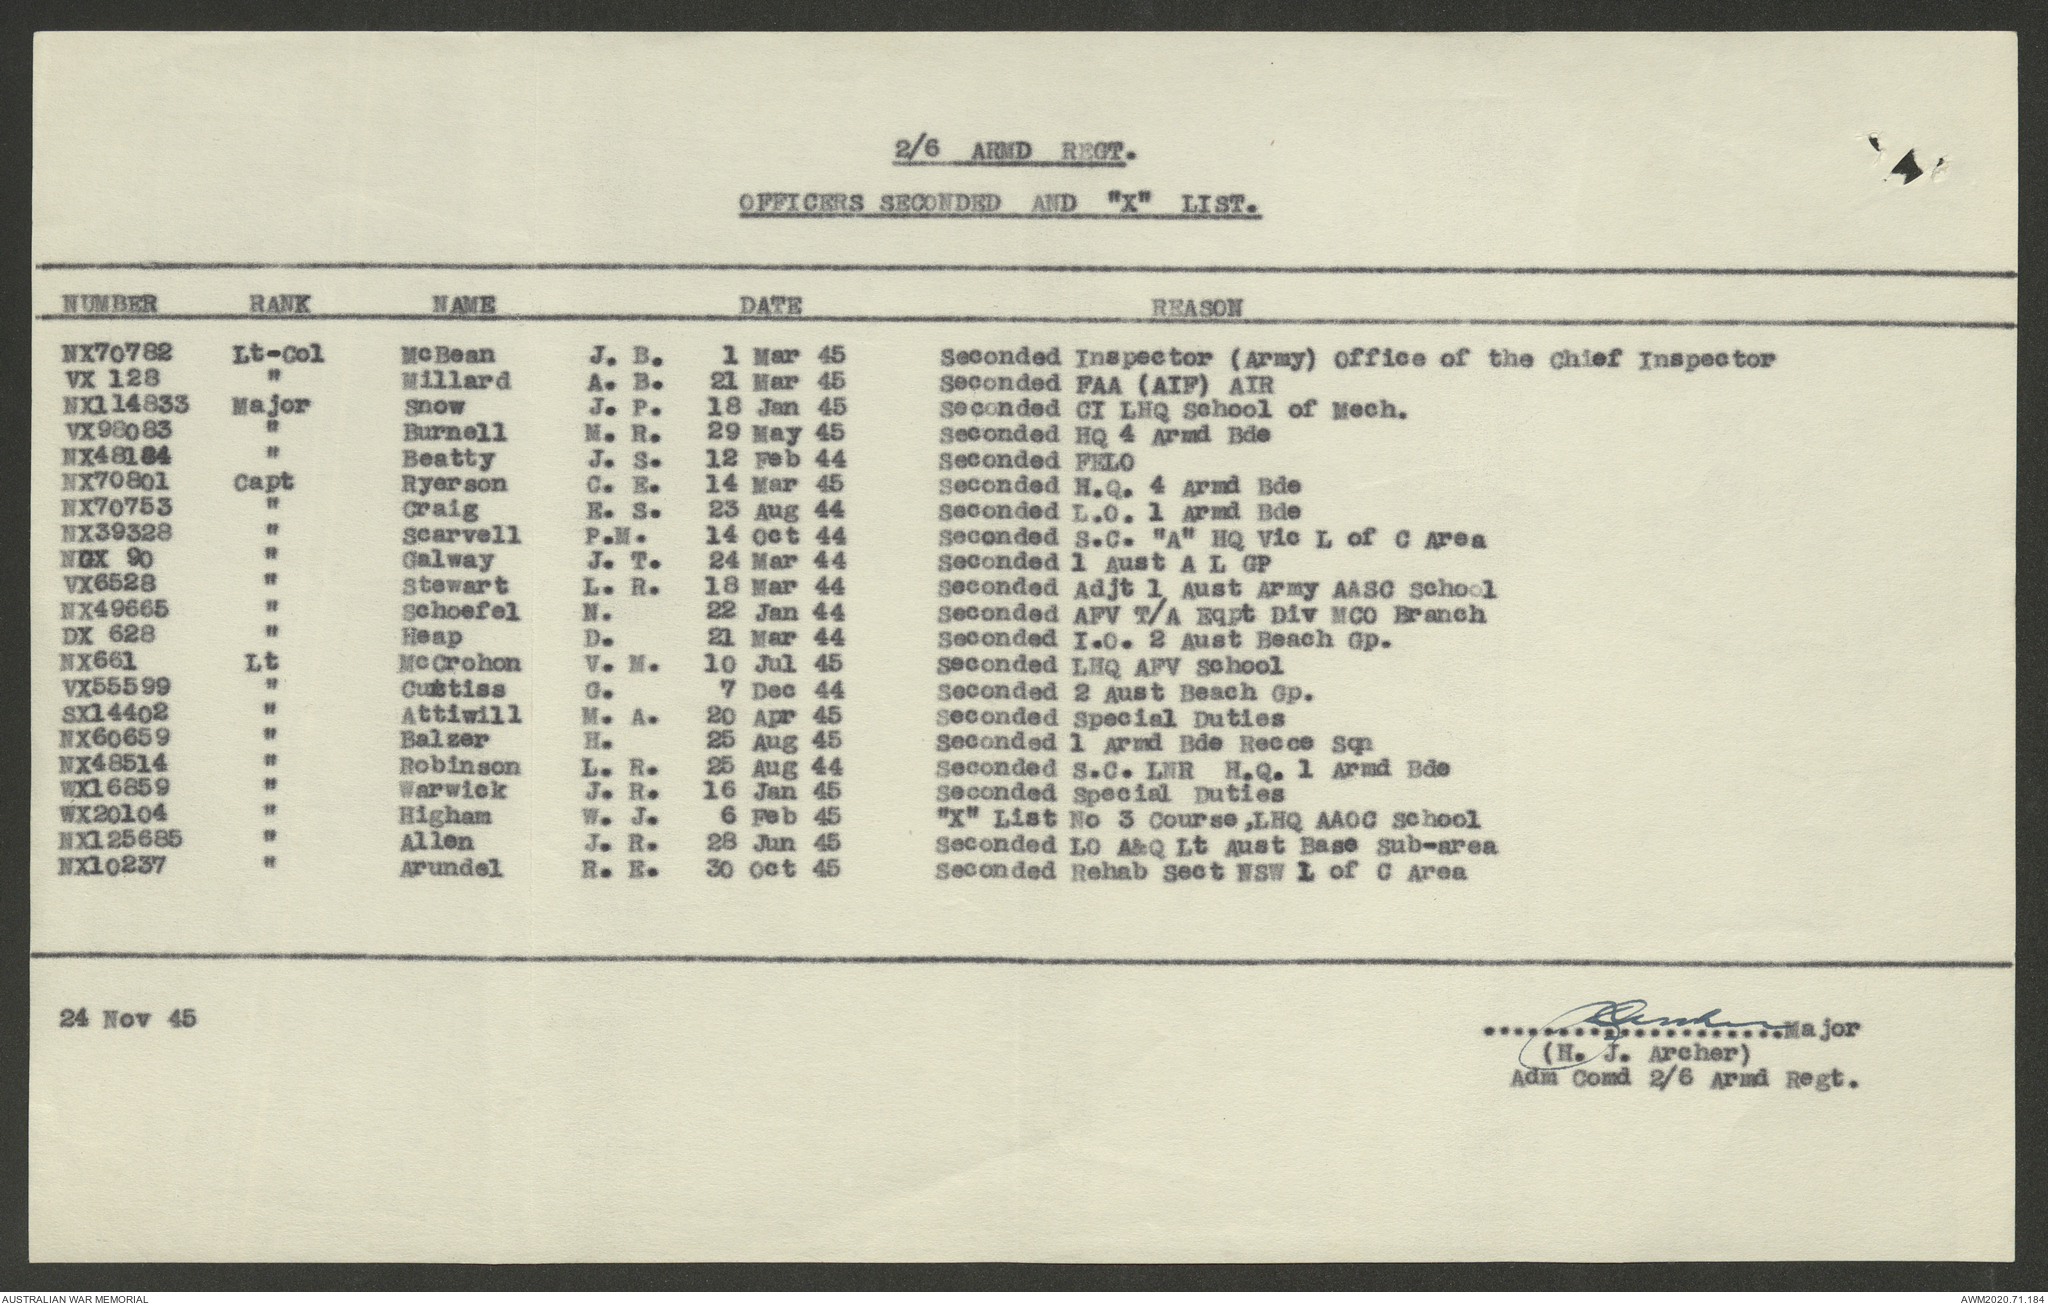 2/6 ARMD REGT.
OFFICERS SECONDED AND "X" LIST.
NUMBER RANK NAME DATE REASON
NX70782 Lt-Col McBean J. B. 1 Mar 45 Seconded Inspector (Army) Office of the Chief Inspector
VX 128 " Millard A. B. 21 Mar 45 Seconded FAA (AIF) AIR
NX114833 Major Snow J. P. 18 Jan 45 Seconded CI LHQ School of Mech.
VX98083 " Burnell M. R. 29 May 45 Seconded HQ 4 Armd Bde
NX48184 " Beatty J. S. 12 Feb 44 Seconded FELO
NX70801 Capt Ryerson C. E. 14 Mar 45 Seconded H.Q. 4 Armd Bde
NX70753 " Craig E. S. 23 Aug 44 Seconded L.O. 1 Armd Bde
NX39328 " Scarvell P.M. 14 Oct 44 Seconded S.C. "A" HQ Vic L of C Area
NGX 90 " Galway J. T. 24 Mar 44 Seconded 1 Aust A L GP
VX6528 " Stewart L. R. 18 Mar 44 Seconded Adjt 1 Aust Army AASC School
NX49665 " Schoefel N. 22 Jan 44 Seconded AFV T/A Eqpt Div MCO Branch
DX 628 " Heap D. 21 Mar 44 Seconded I.O. 2 Aust Beach Gp.
NX661 Lt McCrohon V. M. 10 Jul 45 Seconded LHQ AFV School
VX55599 " Curtiss G. 7 Dec 44 Seconded 2 Aust Beach Gp.
SX14402 " Attiwill M. A. 20 Apr 45 Seconded Special Duties
NX60659 " Balzer H. 25 Aug 45 Seconded 1 Armd Bde Recce Sqn
NX48514 " Robinson L. R. 25 Aug 44 Seconded S.C. LNR H.Q. 1 Armd Bde
WX16859 " Warwick J. R. 16 Jan 45 Seconded Special Duties
WX20104 " Higham W. J. 6 Feb 45 "X" List No 3 Course,LHQ AAOC School
NX125685 " Allen J. R. 28 Jun 45 Seconded LO A&Q Lt Aust Base Sub-area
NX10237 " Arundel R. E. 30 Oct 45 Seconded Rehab Sect NSW L of C Area
24 Nov 45
....................Major
(H. J. Archer)
Adm Comd 2/6 Armd Regt.
AUSTRALIAN WAR MEMORIAL
AWM2020.71.184